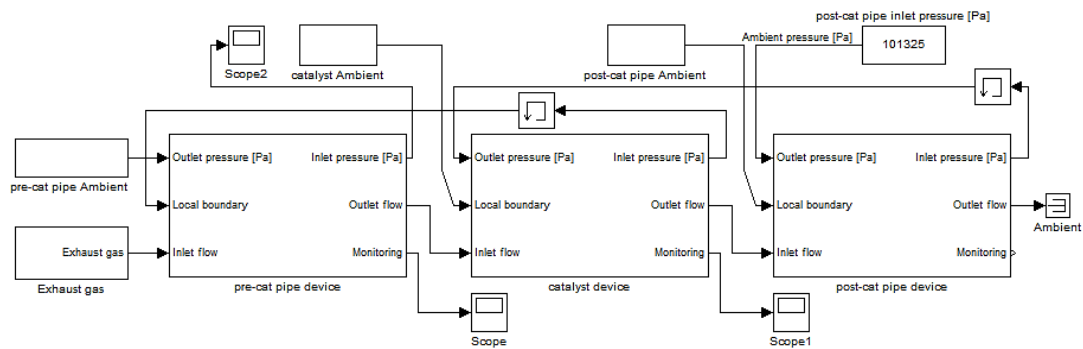 post-cat pipe inlet pressure [Pa]
Ambient pressure [Pa]
101325
Scope2
catalyst Ambient
post-cat pipe Ambient
pre-cat pipe Ambient
Outlet pressure [Pa]
Inlet pressure [Pa]
Local boundary
Outlet flow
Inlet flow
Monitoring
pre-cat pipe device
Exhaust gas
Exhaust gas
Outlet pressure [Pa]
Inlet pressure [Pa]
Local boundary
Outlet flow
Inlet flow
Monitoring
catalyst device
Outlet pressure [Pa]
Inlet pressure [Pa]
Local boundary
Outlet flow
Inlet flow
Monitoring
post-cat pipe device
Ambient
Scope
Scope1